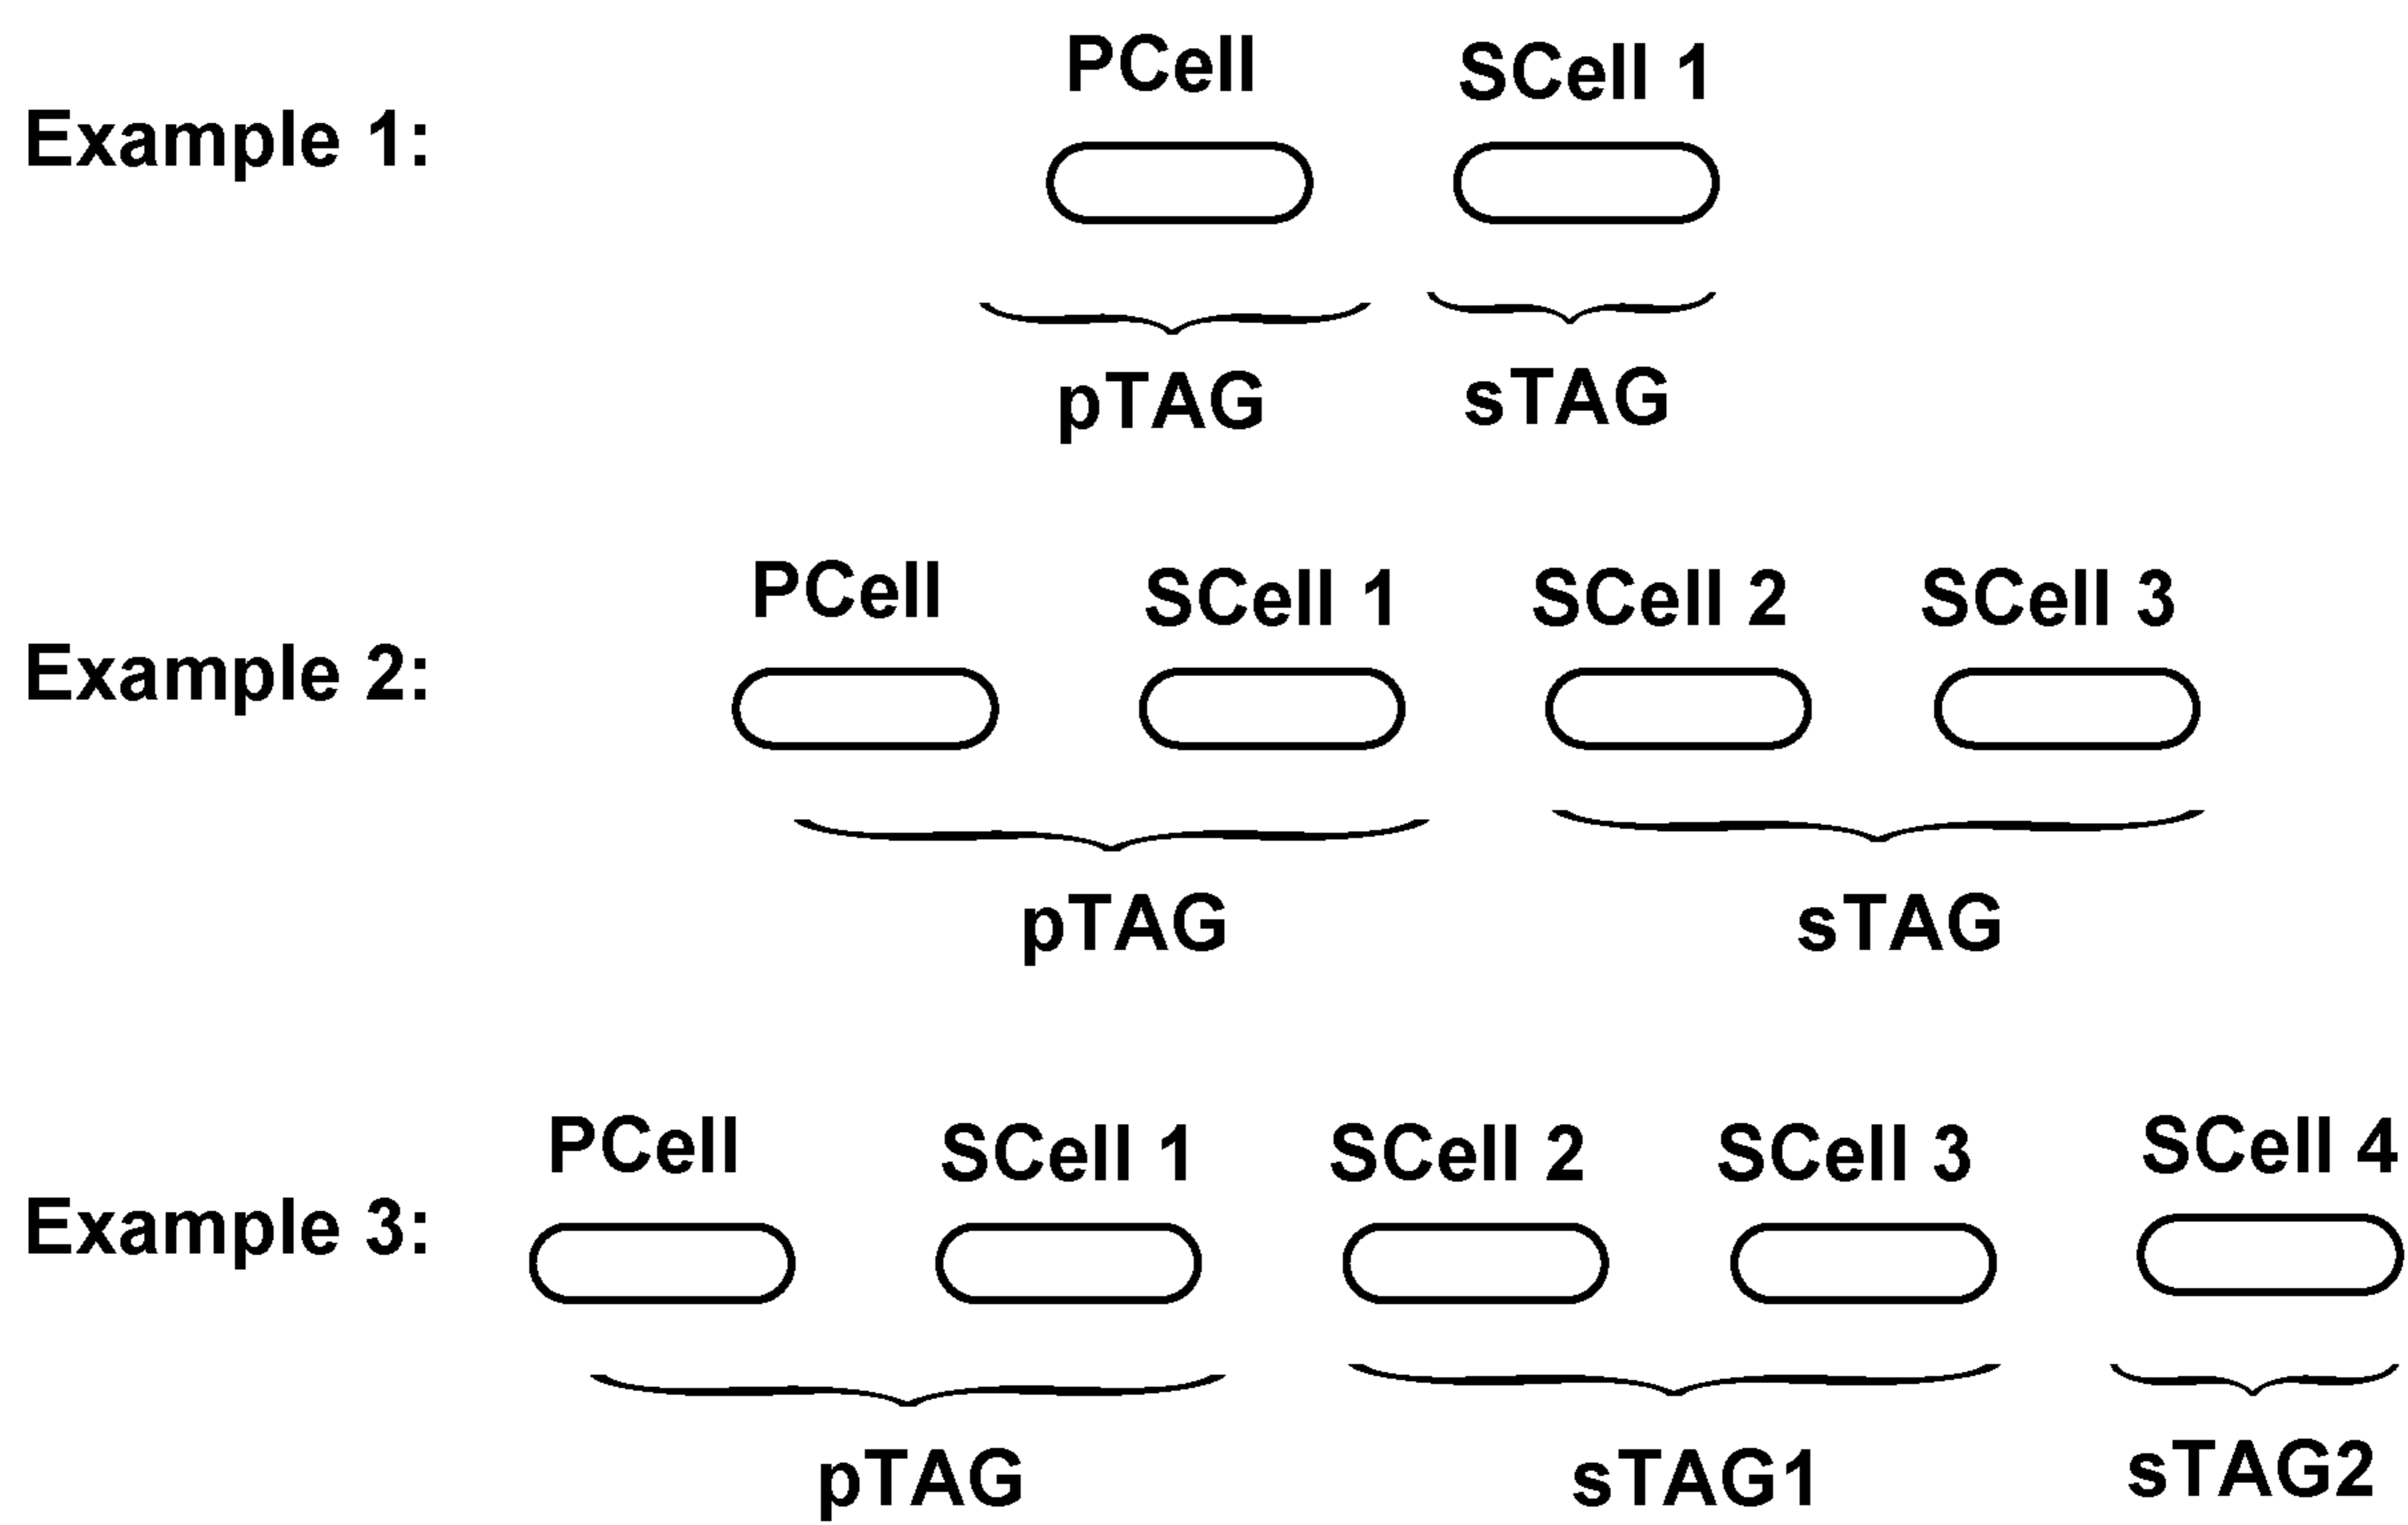 PCell SCell 1
Example 1:
pTAG sTAG
PCell SCell 1 SCell 2 SCell 3
Example 2:
pTAG sTAG
PCell SCell 1 SCell 2 SCell 3 SCell 4
Example 3:
pTAG sTAG1 sTAG2